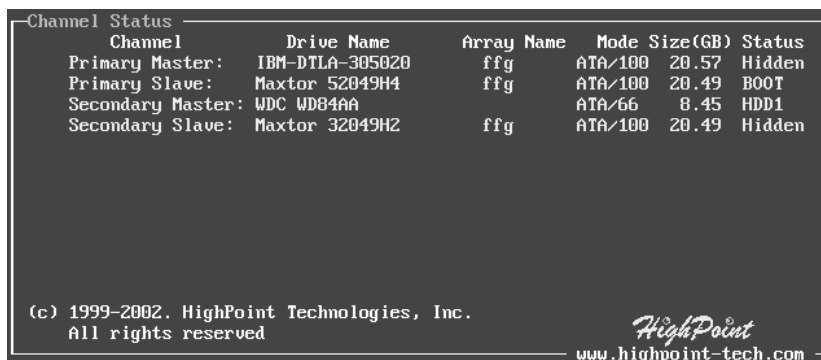 Channel Status
Channel Drive Name Array Name Mode Size(GB) Status
Primary Master: IBM-DTLA-305020 ffg ATA/100 20.57 Hidden
Primary Slave: Maxtor 52049H4 ffg ATA/100 20.49 BOOT
Secondary Master: WDC WD84AA ATA/66 8.45 HDD1
Secondary Slave: Maxtor 32049H2 ffg ATA/100 20.49 Hidden
(c) 1999-2002. HighPoint Technologies, Inc.
All rights reserved
HighPoint
www.highpoint-tech.com